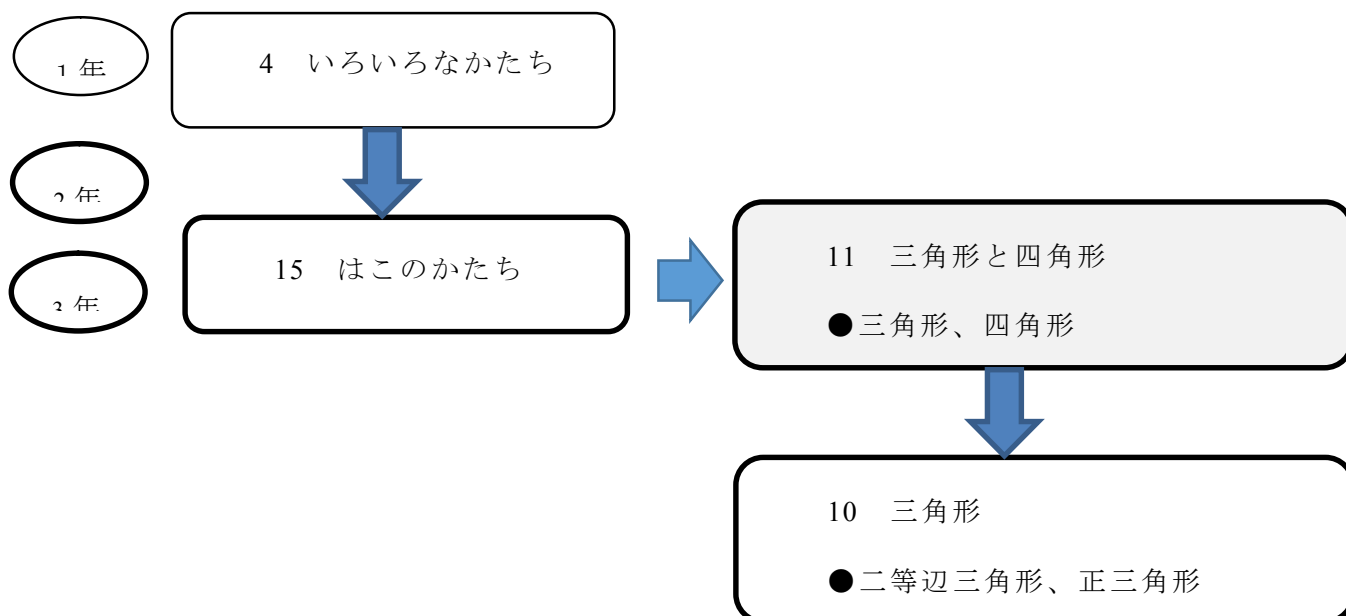 1年
4 いろいろなかたち
2年
15 はこのかたち
3年
11 三角形と四角形
●三角形、四角形
10 三角形
●二等辺三角形、正三角形